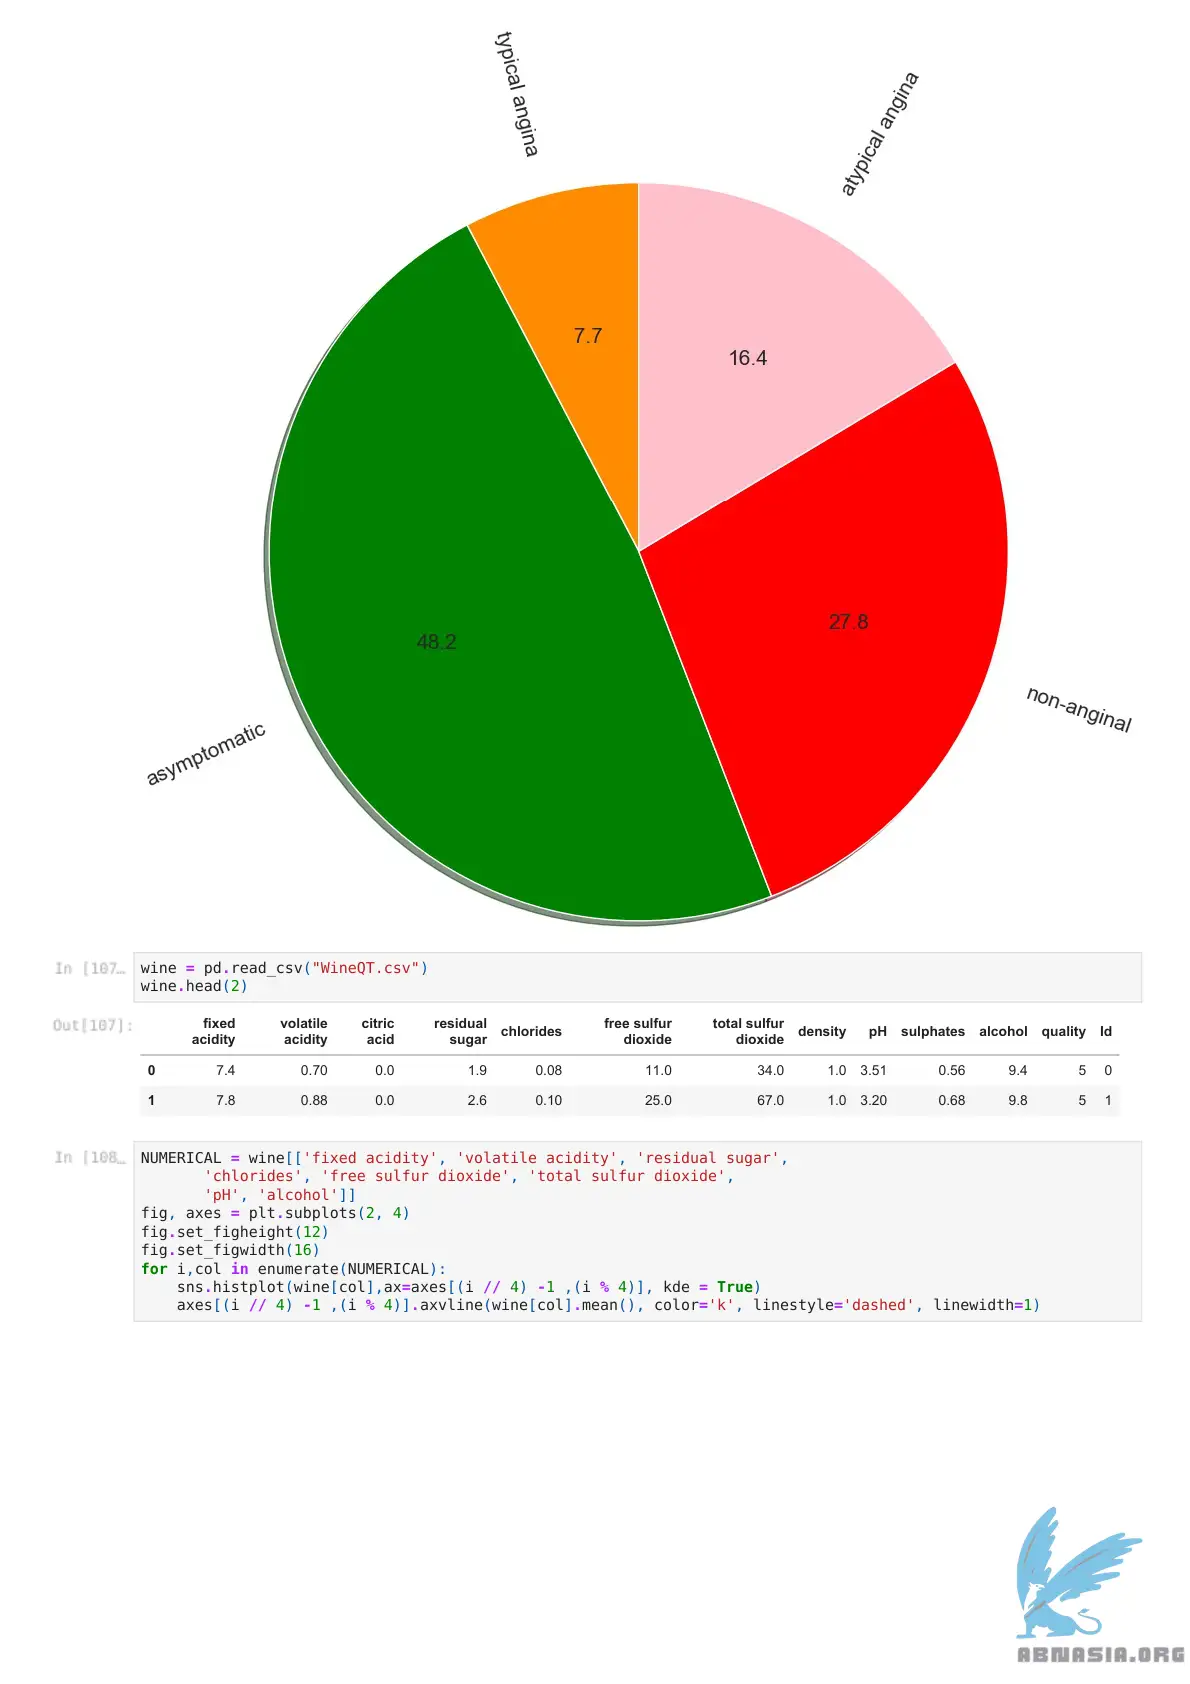 typical angina
atypical angina
7.7
16.4
27.8
48.2
non-anginal
asymptomatic
In [107…
wine = pd.read_csv("WineQT.csv")
wine.head(2)
Out[107]:
fixed acidity volatile acidity citric acid residual sugar chlorides free sulfur dioxide total sulfur dioxide density pH sulphates alcohol quality Id
0 7.4 0.70 0.0 1.9 0.08 11.0 34.0 1.0 3.51 0.56 9.4 5 0
1 7.8 0.88 0.0 2.6 0.10 25.0 67.0 1.0 3.20 0.68 9.8 5 1
In [108…
NUMERICAL = wine[['fixed acidity', 'volatile acidity', 'residual sugar',
       'chlorides', 'free sulfur dioxide', 'total sulfur dioxide',
       'pH', 'alcohol']]
fig, axes = plt.subplots(2, 4)
fig.set_figheight(12)
fig.set_figwidth(16)
for i,col in enumerate(NUMERICAL):
    sns.histplot(wine[col],ax=axes[(i // 4) -1 ,(i % 4)], kde = True)
    axes[(i // 4) -1 ,(i % 4)].axvline(wine[col].mean(), color='k', linestyle='dashed', linewidth=1)
ABNASIA.ORG